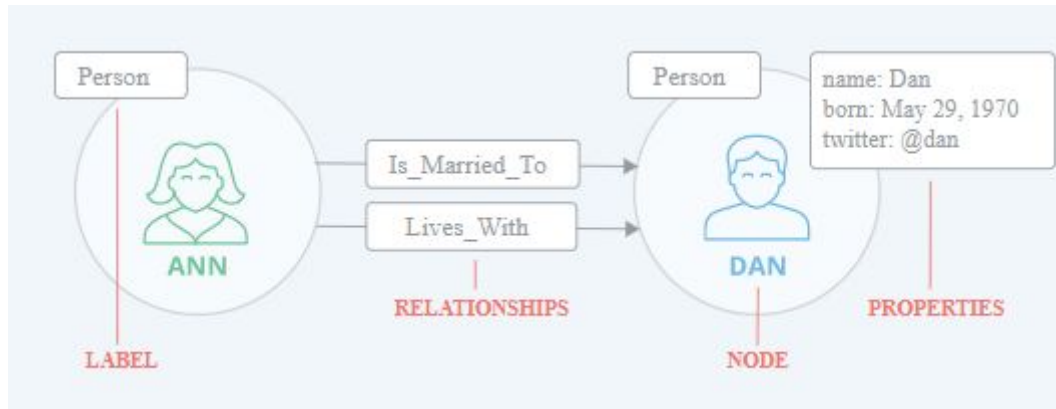 Person
Person
name: Dan
born: May 29, 1970
twitter: @dan
Is_Married_To
Lives_With
ANN
DAN
RELATIONSHIPS
PROPERTIES
LABEL
NODE